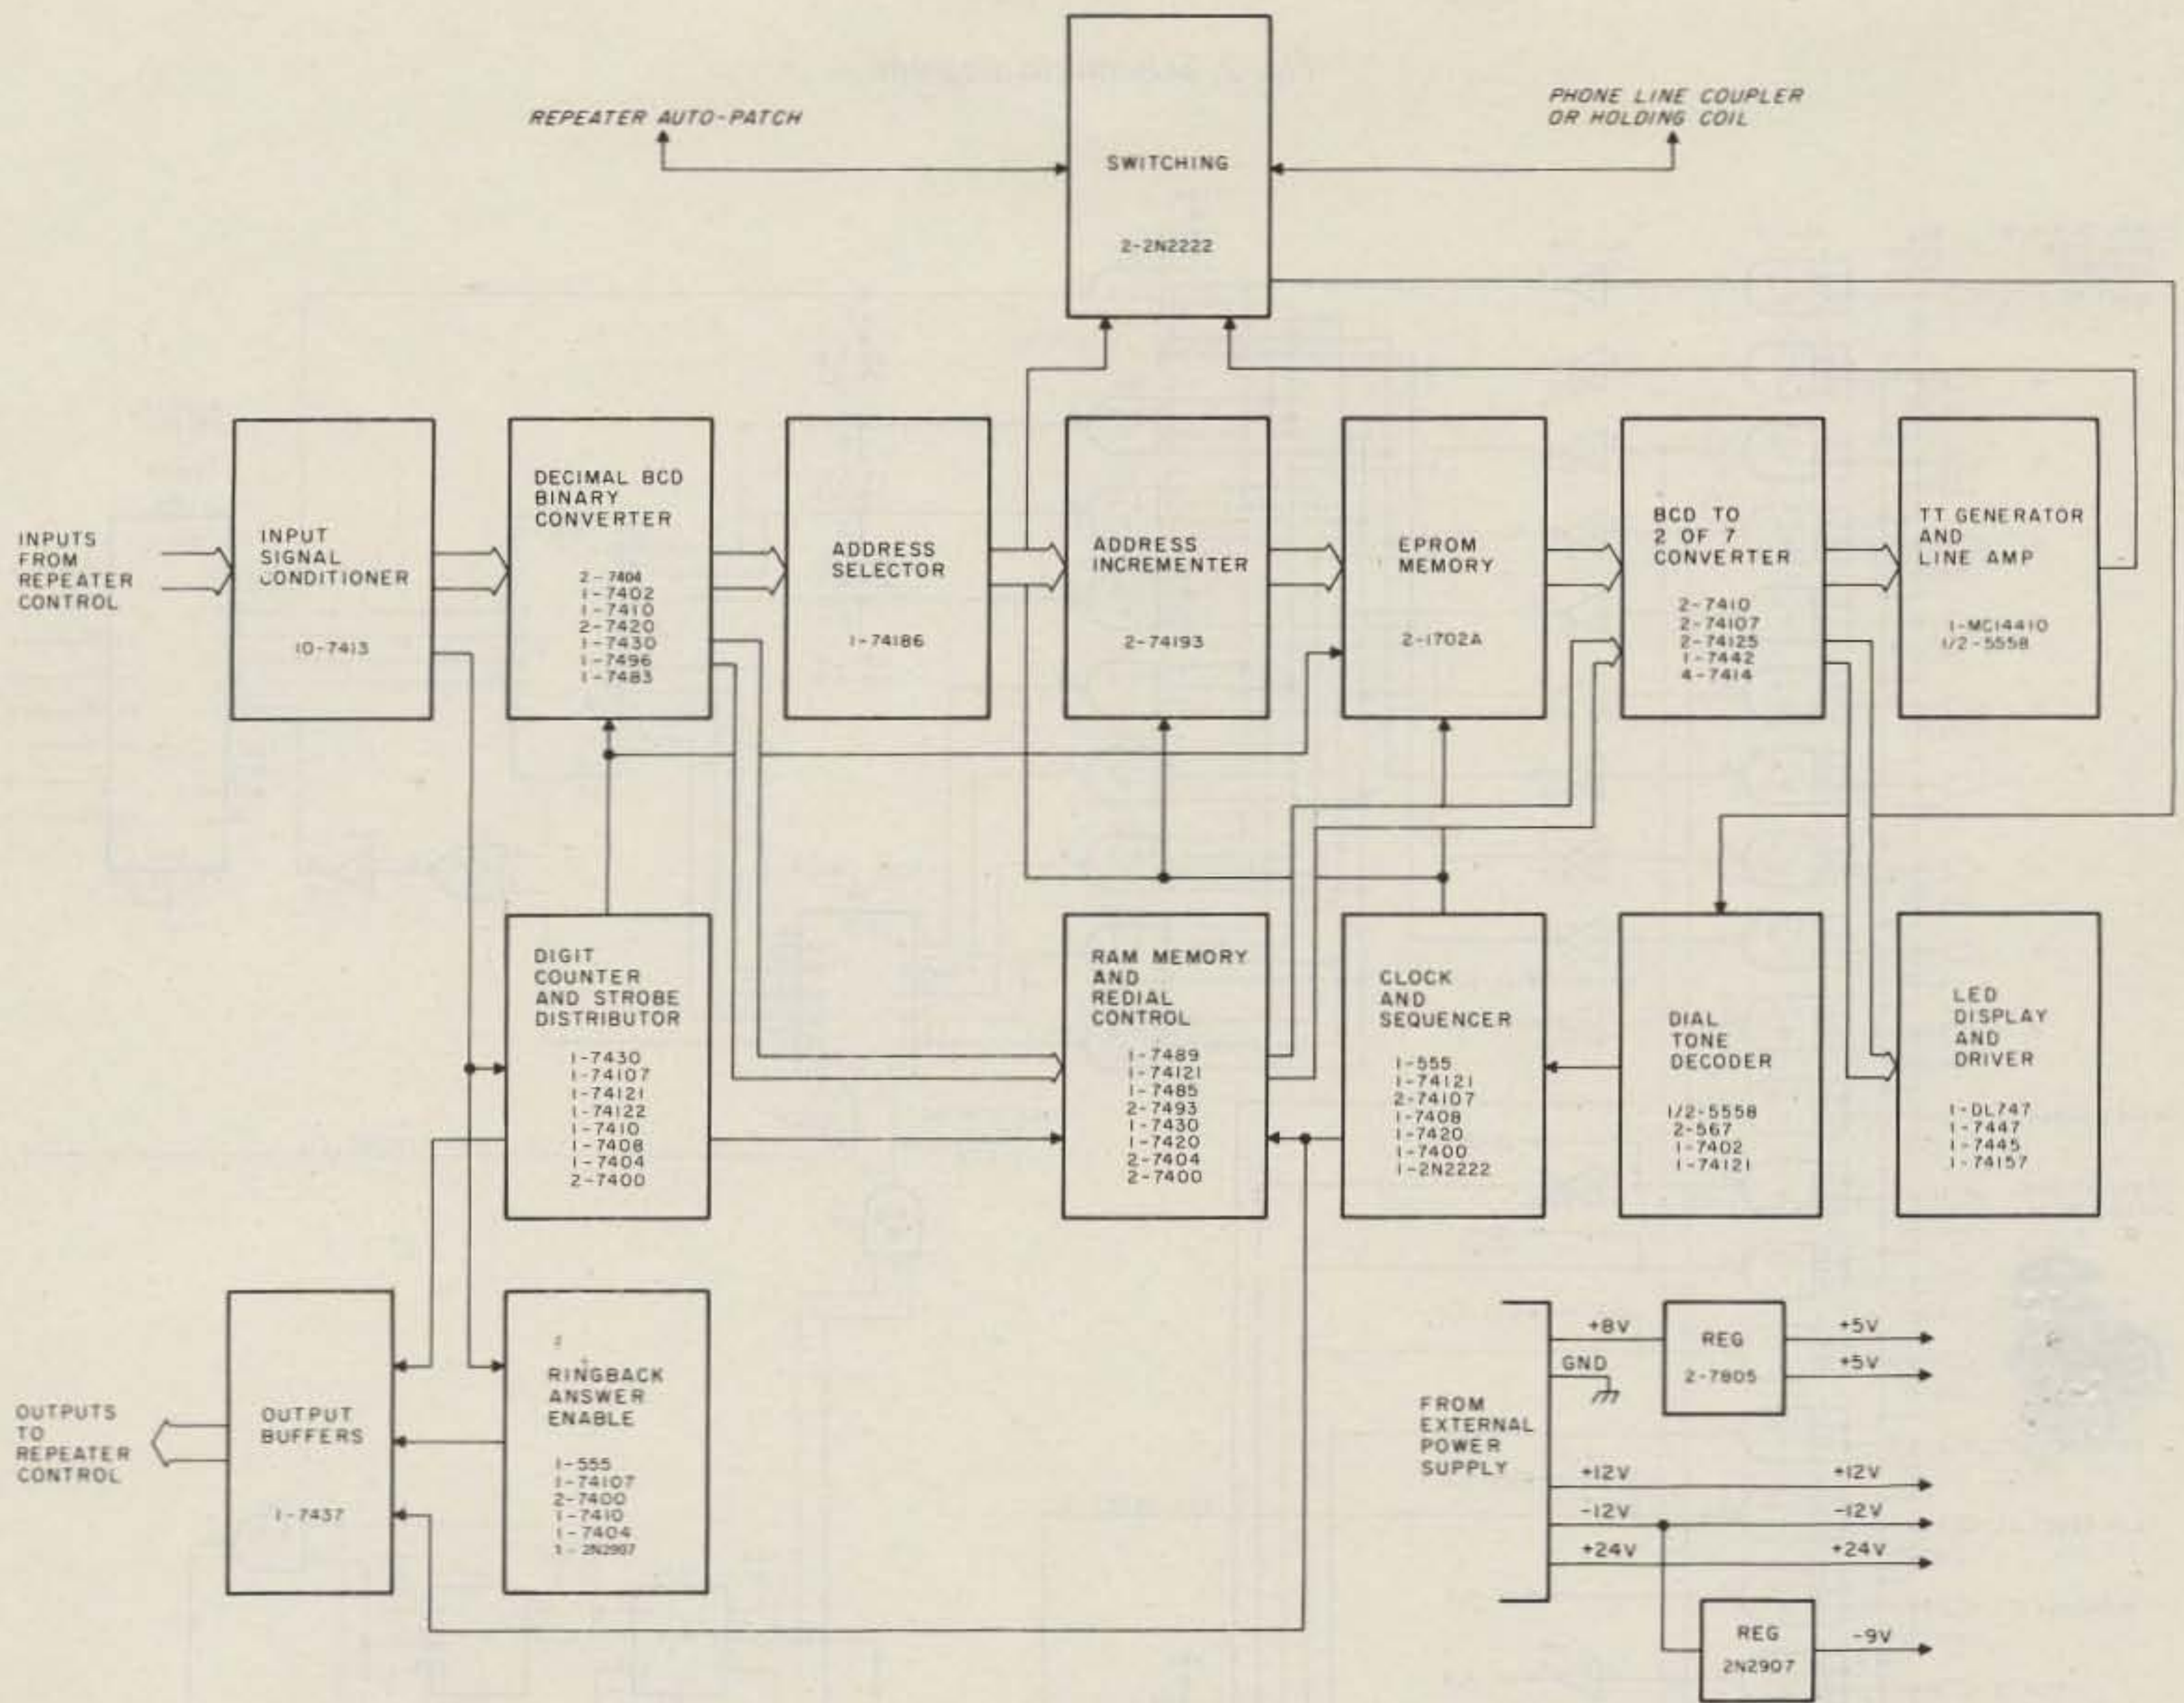 REPEATER AUTO-PATCH
PHONE LINE COUPLER
OR HOLDING COIL
SWITCHING
2-2N2222
INPUTS
FROM
REPEATER
CONTROL
INPUT
SIGNAL
CONDITIONER
10-7413
DECIMAL BCD
BINARY
CONVERTER
2-7404
1-7402
1-7410
2-7420
1-7430
1-7496
1-7483
ADDRESS
SELECTOR
1-74186
ADDRESS
INCREMENTER
2-74193
EPROM
MEMORY
2-1702A
BCD TO
2 OF 7
CONVERTER
2-7410
2-74107
2-74125
1-7442
4-7414
TT GENERATOR
AND
LINE AMP
1-MC14410
1/2-5558
DIGIT
COUNTER
AND STROBE
DISTRIBUTOR
1-7430
1-74107
1-74121
1-74122
1-7410
1-7408
1-7404
2-7400
RAM MEMORY
AND
REDIAL
CONTROL
1-7489
1-74121
1-7485
2-7493
1-7430
1-7420
2-7404
2-7400
CLOCK
AND
SEQUENCER
1-555
1-74121
2-74107
1-7408
1-7420
1-7400
1-2N2222
DIAL
TONE
DECODER
1/2-5558
2-567
1-7402
1-74121
LED
DISPLAY
AND
DRIVER
1-DL747
1-7447
1-7445
1-74157
OUTPUTS
TO
REPEATER
CONTROL
OUTPUT
BUFFERS
1-7437
RINGBACK
ANSWER
ENABLE
1-555
1-74107
2-7400
1-7410
1-7404
1-2N2907
FROM
EXTERNAL
POWER
SUPPLY
+8V
GND
REG
2-7805
+5V
+5V
+12V
+12V
-12V
-12V
+24V
+24V
REG
2N2907
-9V